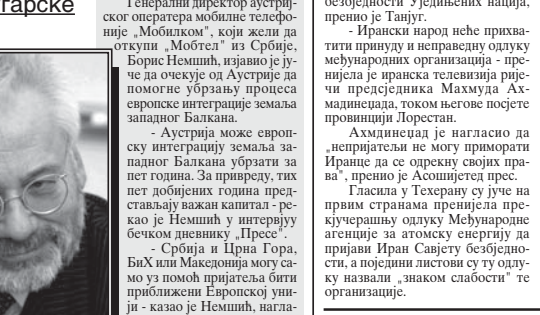 гарске
Генерални директор аустриј-
ског оператера мобилне телефо-
није „Мобилком", који жели да
откупи „Мобтел" из Србије,
Борис Немшић, изјавио је ју-
че да очекује од Аустрије да
помогне убрзању процеса
европске интеграције земаља
западног Балкана.
- Аустрија може европ-
ску интеграцију земаља за-
падног Балкана убрзати за
пет година. За привреду, тих
пет добијених година пред-
стављају важан капитал - ре-
као је Немшић у интервјуу
бечком дневнику „Пресе".
- Србија и Црна Гора,
БиХ или Македонија могу са-
мо уз помоћ пријатеља бити
приближени Европској уни-
ји - казао је Немшић, нагла-
безбједности Уједињених нација,
пренио је Танјуг.
- Ирански народ неће прихва-
тити принуду и неправедну одлуку
међународних организација - пре-
нијела је иранска телевизија рије-
чи предсједника Махмуда Ах-
мадинеџада, током његове посјете
провинцији Лорестан.
Ахмадинеџад је нагласио да
„непријатељи не могу приморати
Иранце да се одрекну својих пра-
ва", пренио је Асошијетед прес.
Гласила у Техерану су јуче на
првим странама пренијела пре-
кјучерашњу одлуку Међународне
агенције за атомску енергију да
пријави Иран Савјету безбједно-
сти, а поједини листови су ту одлу-
ку назвали „знаком слабости" те
организације.